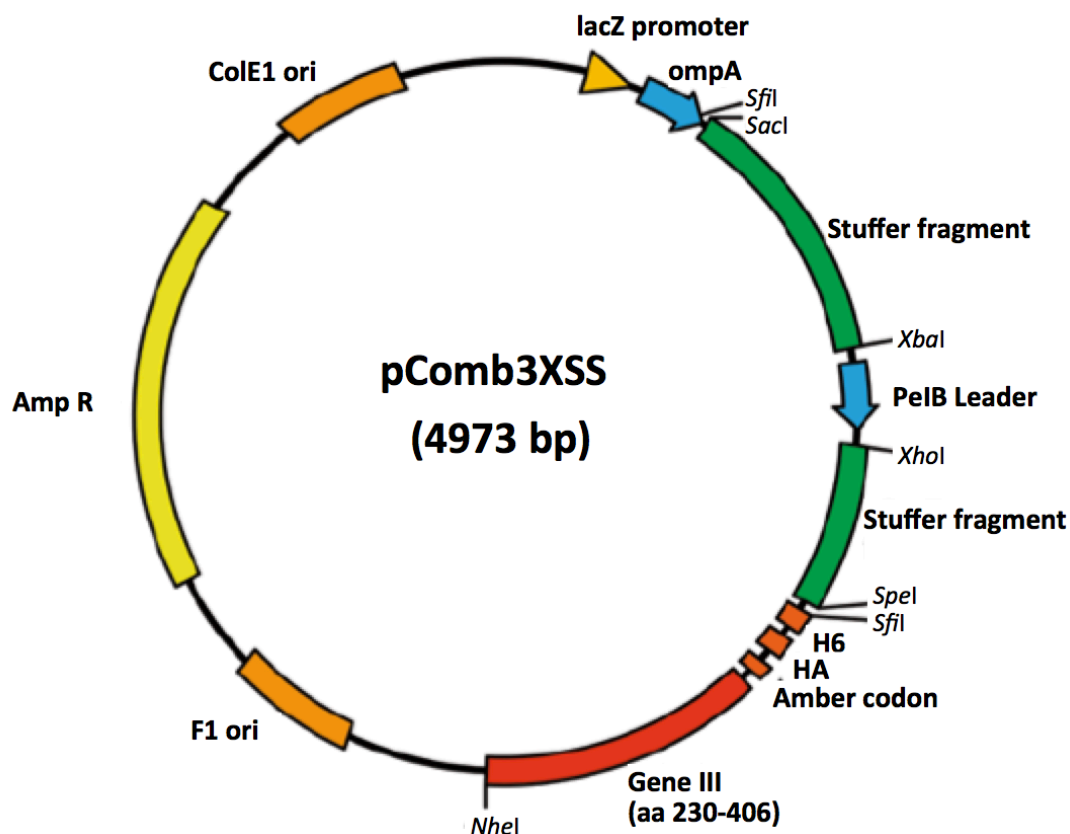 lacZ promoter
ColE1 ori
ompA
SfiI
SacI
Stuffer fragment
XbaI
pComb3XSS
(4973 bp)
Amp R
PelB Leader
XhoI
Stuffer fragment
SpeI
SfiI
H6
HA
Amber codon
F1 ori
Gene III
(aa 230-406)
NheI